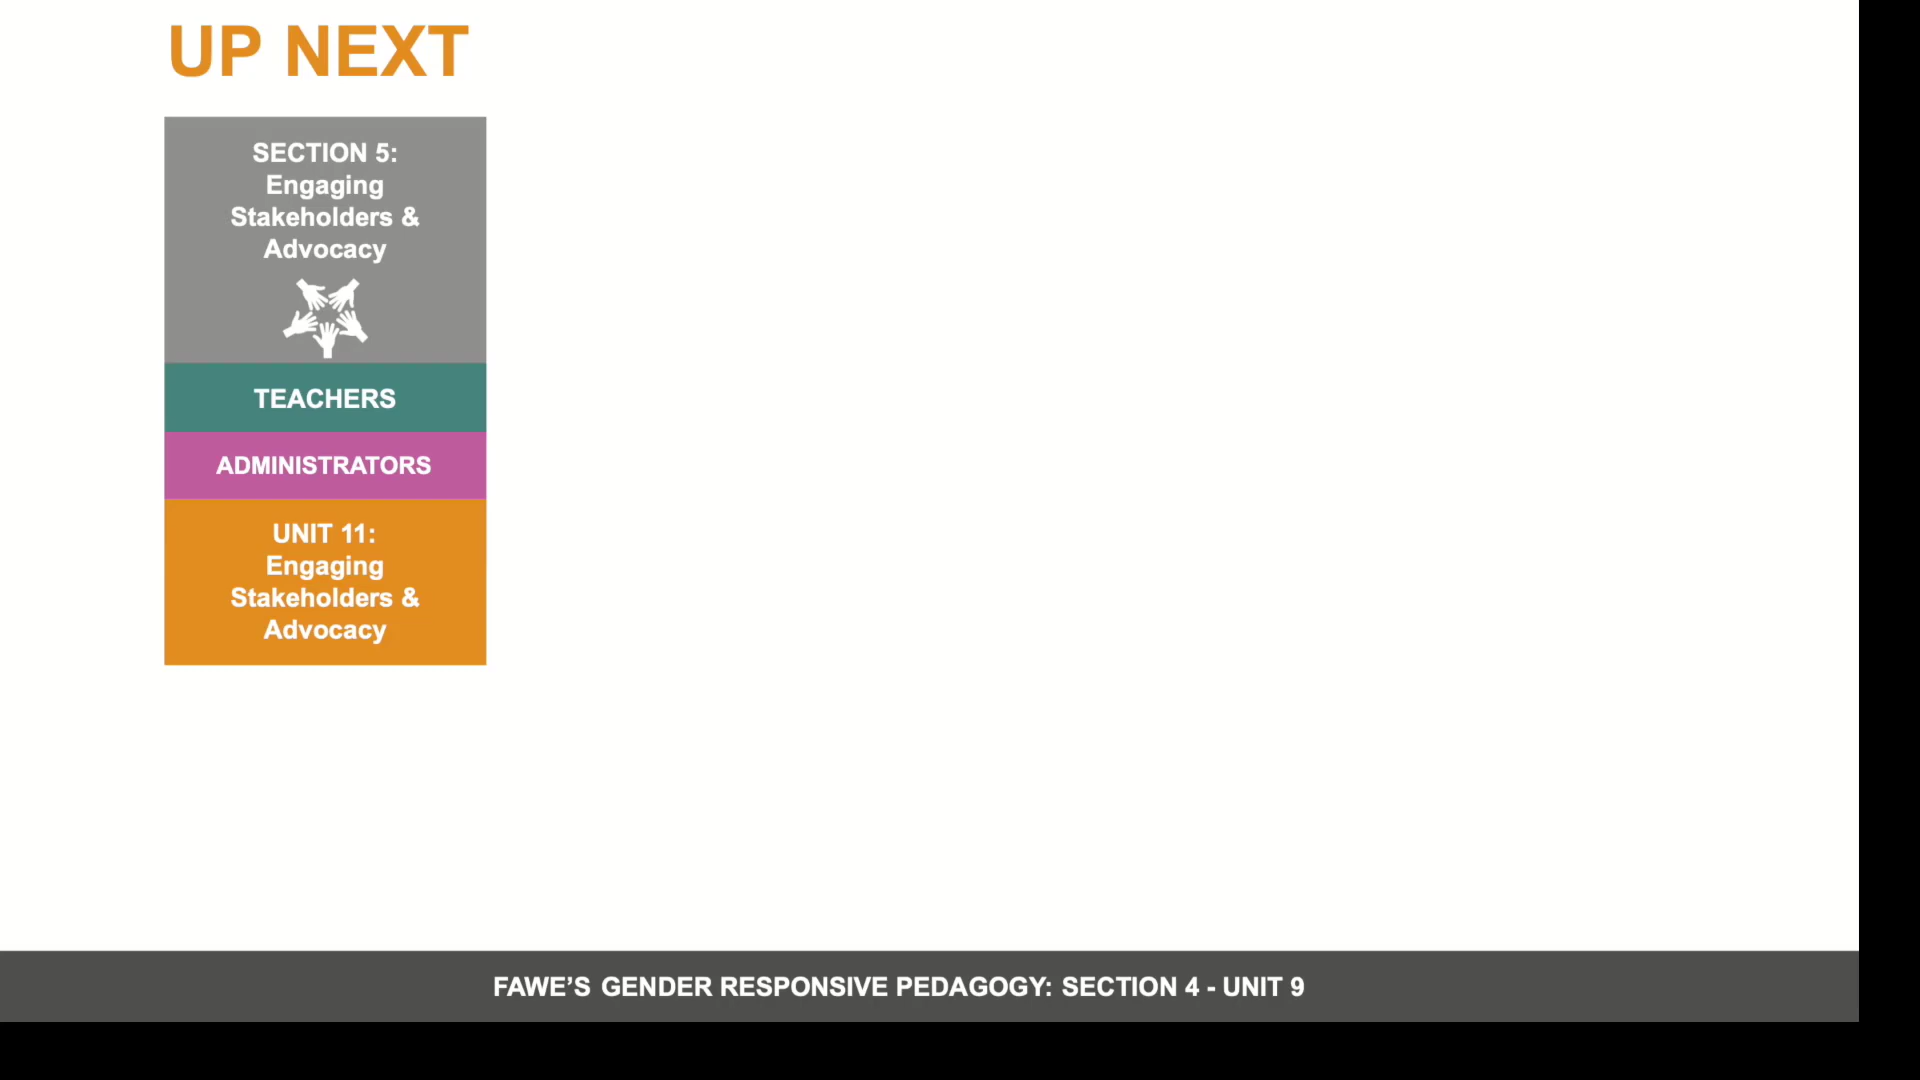 UP NEXT
SECTION 5:
Engaging
Stakeholders &
Advocacy
TEACHERS
ADMINISTRATORS
UNIT 11:
Engaging
Stakeholders &
Advocacy
FAWE’S GENDER RESPONSIVE PEDAGOGY: SECTION 4 - UNIT 9